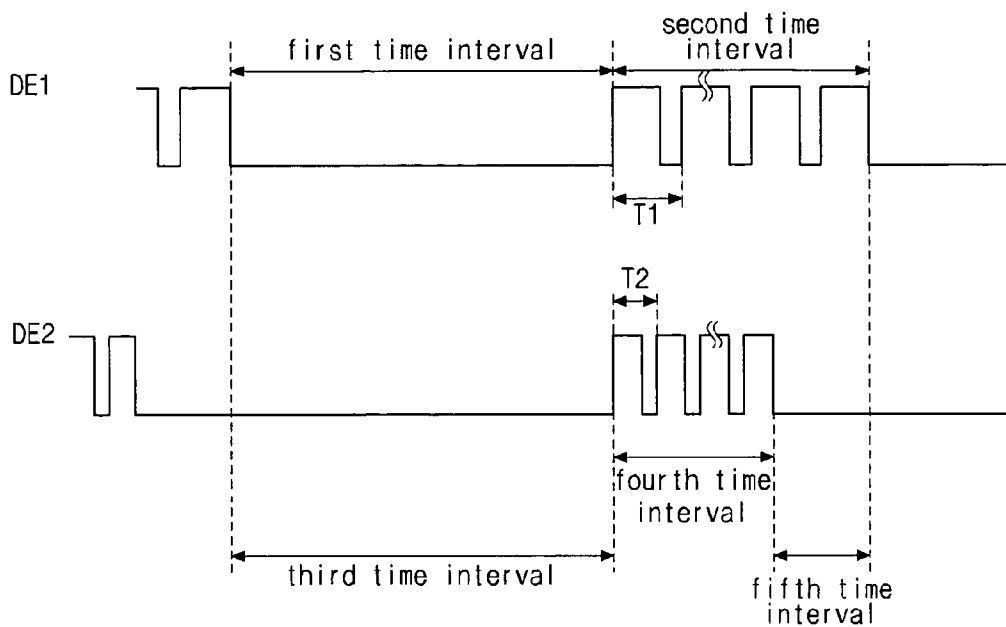 second time
interval
first time interval
DE1
T1
T2
DE2
fourth time
interval
third time interval
fifth time
interval